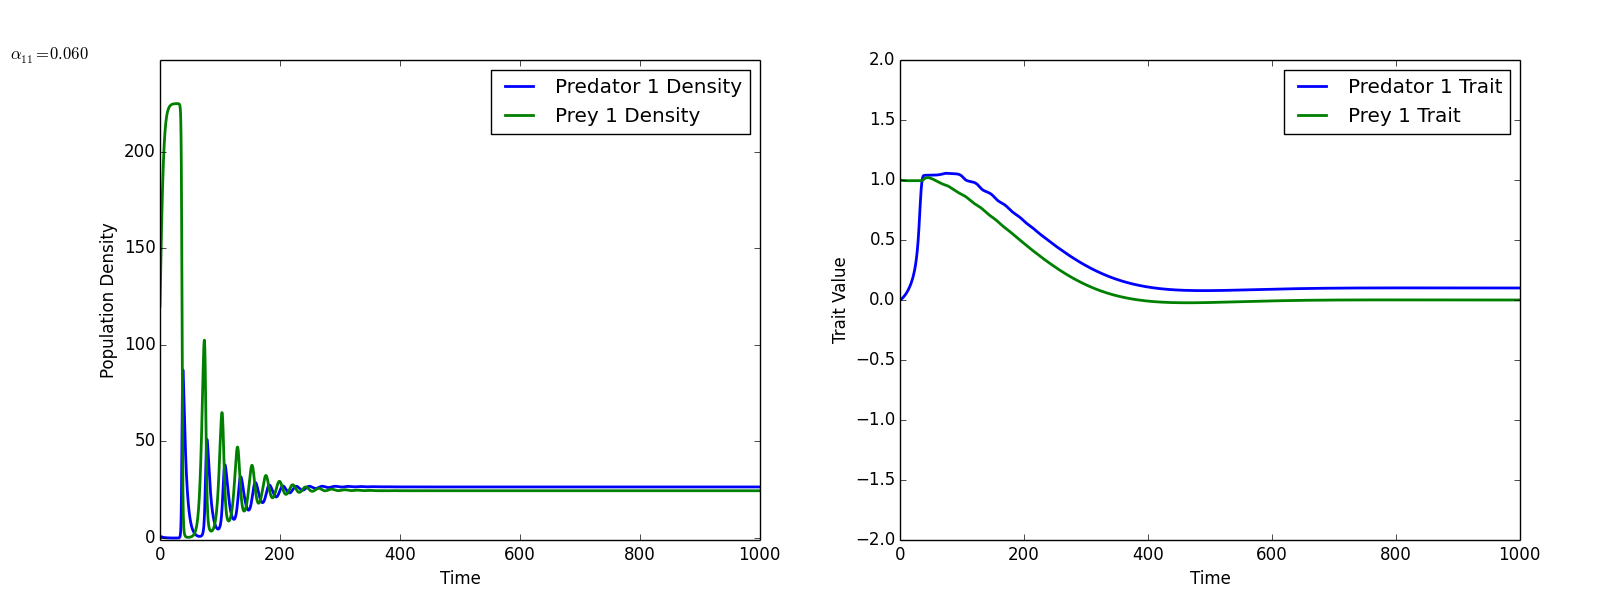 α11=0.060
Predator 1 Density
Prey 1 Density
200
150
100
50
0
0 200 400 600 800 1000
Population Density
Time
Predator 1 Trait
Prey 1 Trait
2.0
1.5
1.0
0.5
0.0
−0.5
−1.0
−1.5
−2.0
0 200 400 600 800 1000
Trait Value
Time